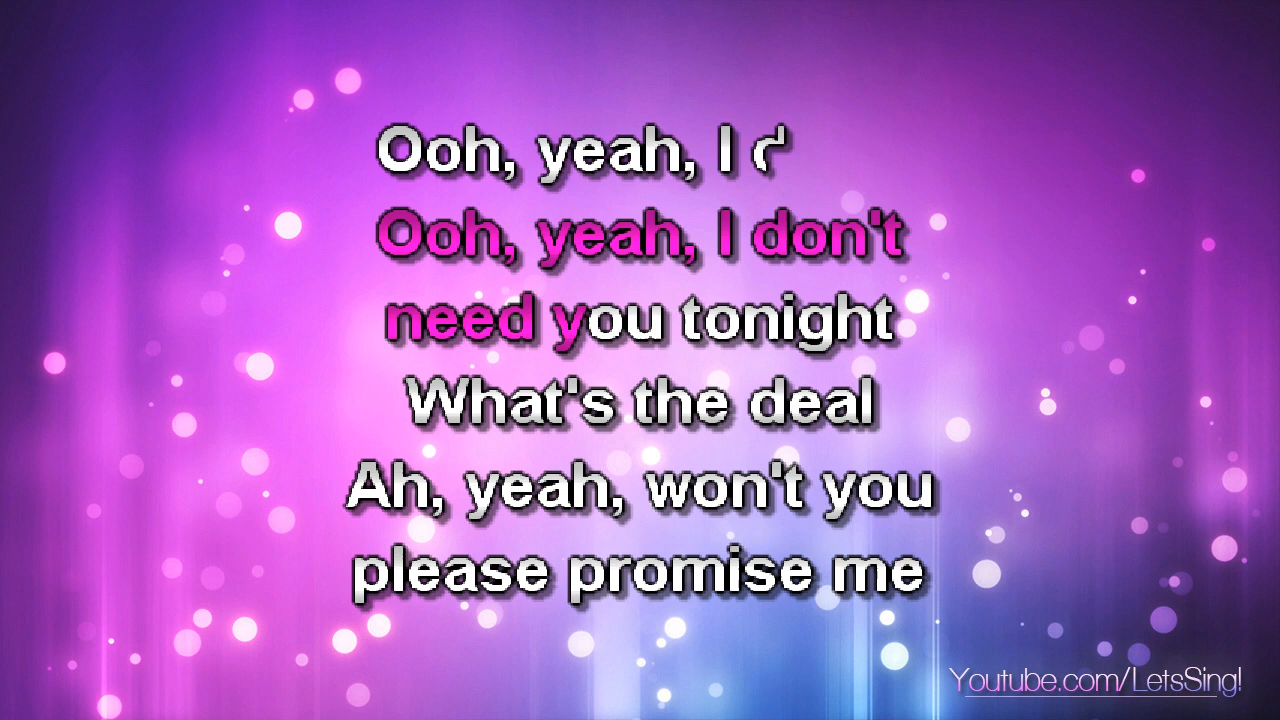 Ooh, yeah, I
Ooh, yeah, I don't
need you tonight
What's the deal
Ah, yeah, won't you
please promise me
Youtube.com/LetsSing!